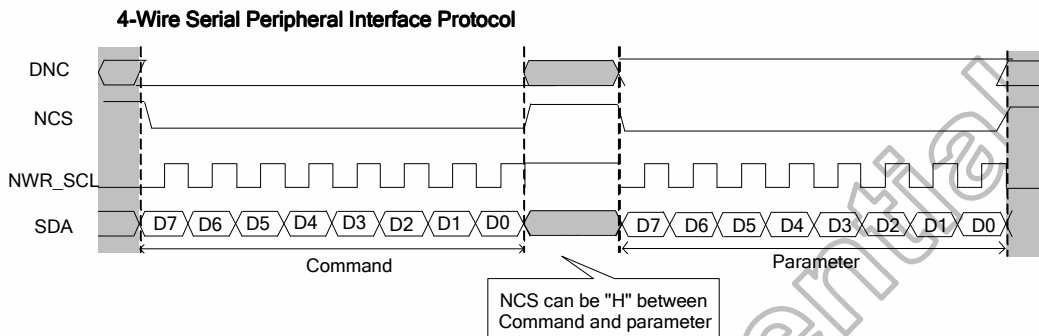 4-Wire Serial Peripheral Interface Protocol
DNC
NCS
NWR_SCL
SDA
D7 D6 D5 D4 D3 D2 D1 D0
D7 D6 D5 D4 D3 D2 D1 D0
Command
Parameter
NCS can be "H" between
Command and parameter
ential